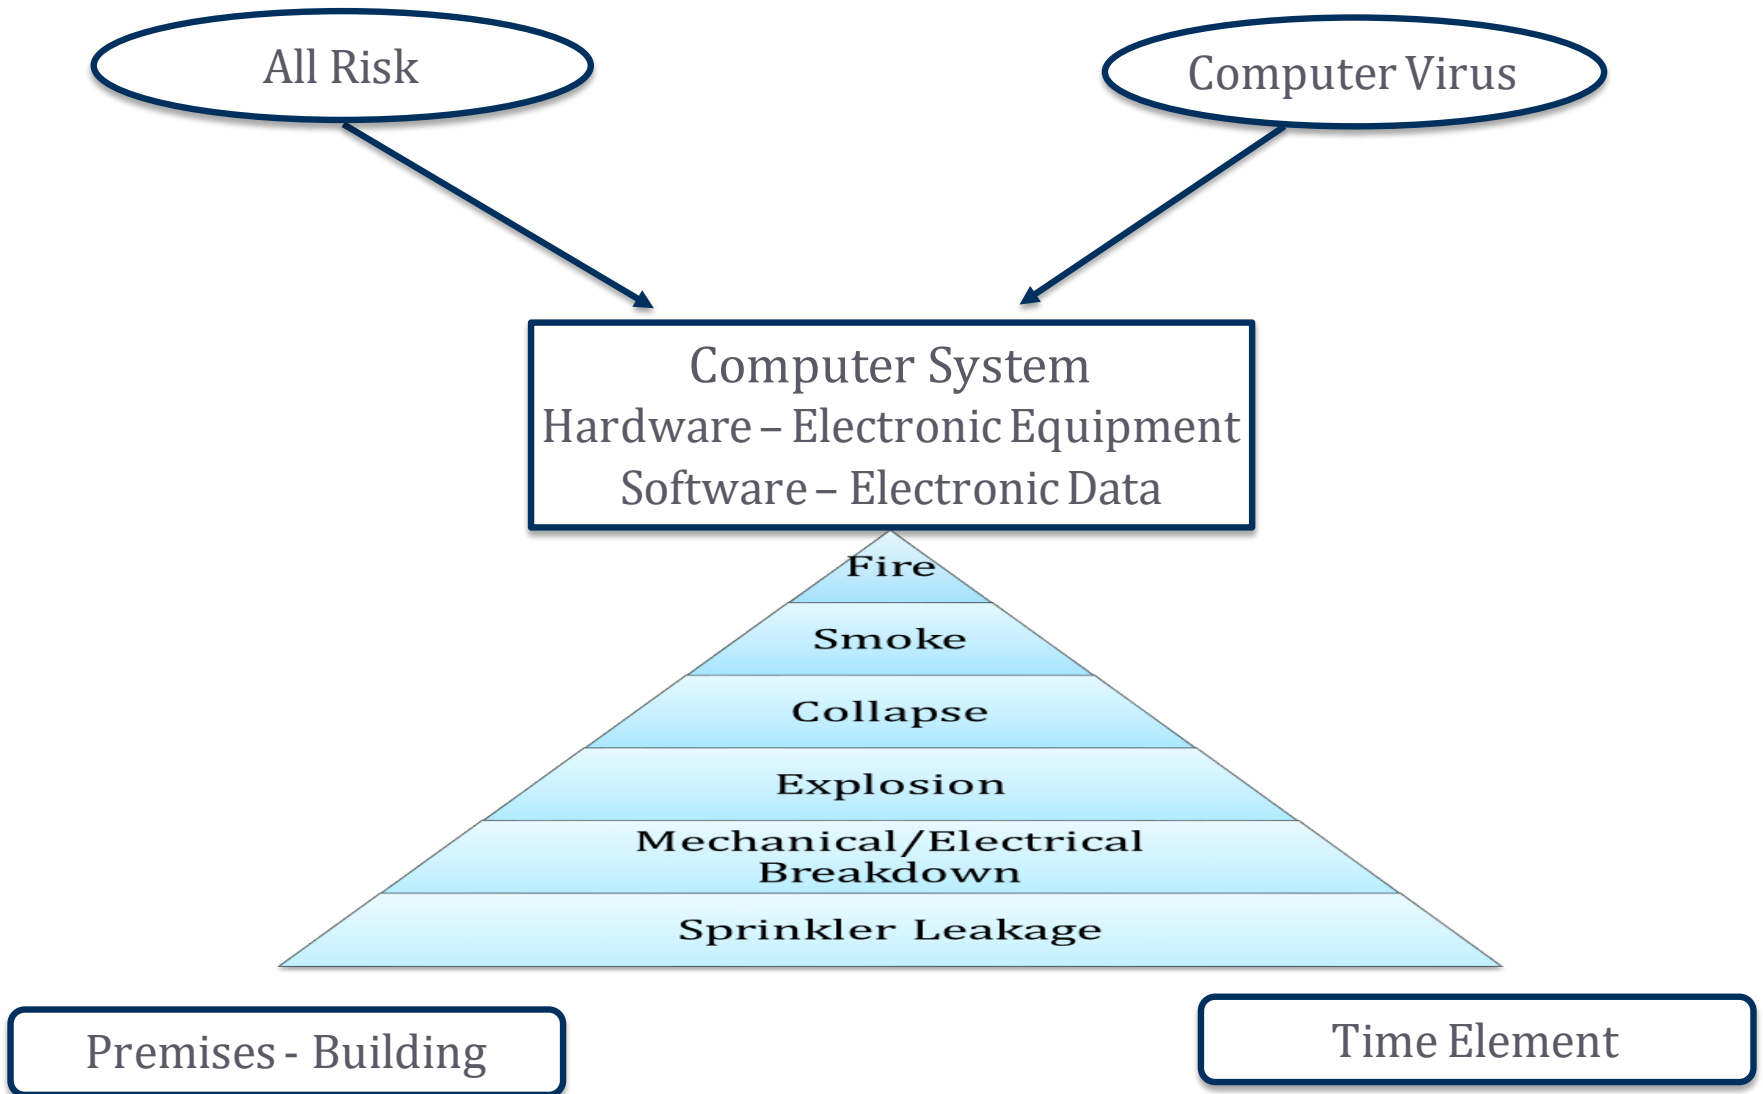 All Risk
Computer Virus
Computer System
Hardware – Electronic Equipment
Software – Electronic Data
Fire
Smoke
Collapse
Explosion
Mechanical/Electrical
Breakdown
Sprinkler Leakage
Premises - Building
Time Element